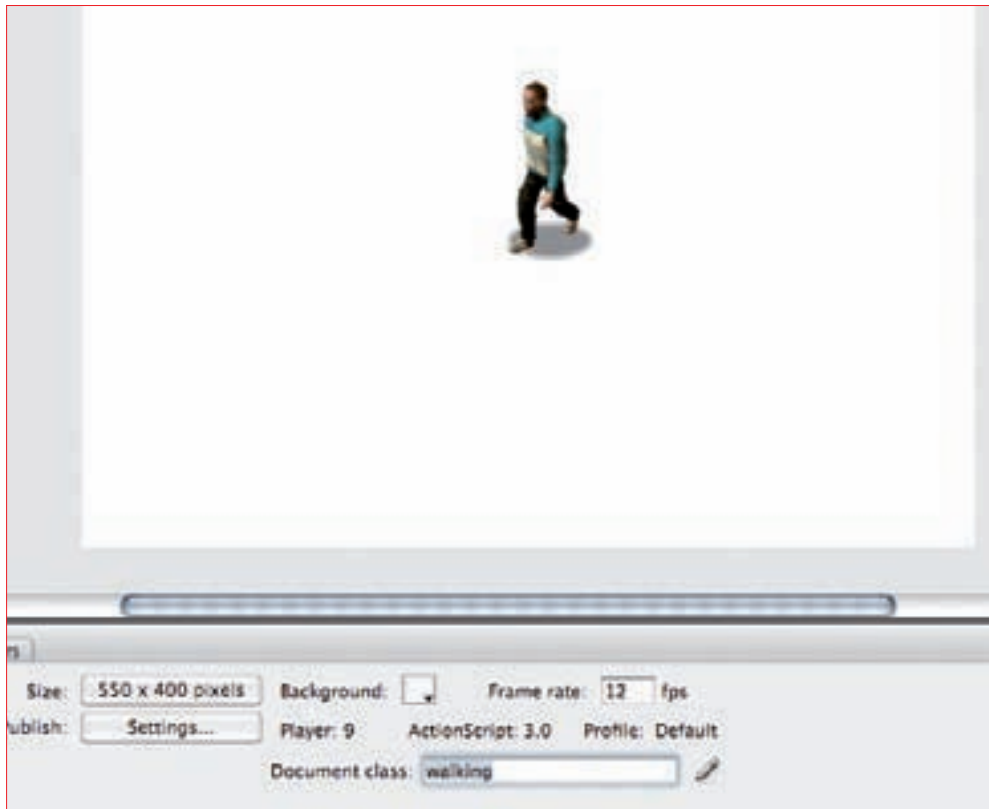 Size: 550 x 400 pixels Background: Frame rate: 12 fps
Publish: Settings... Player: 9 ActionScript: 3.0 Profile: Default
Document class: walking